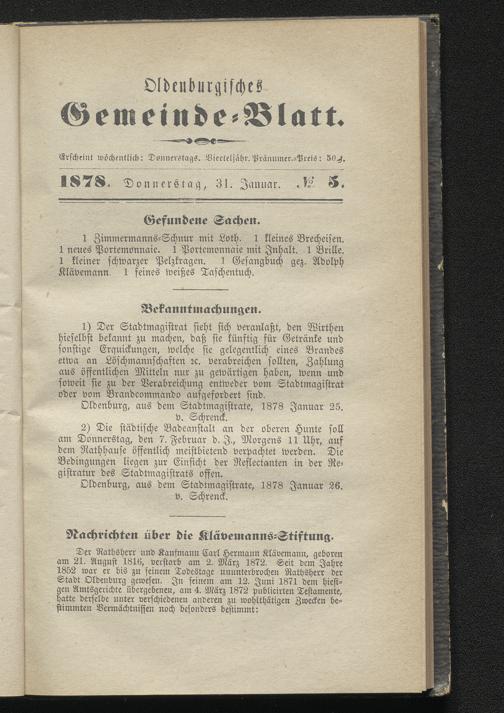 Oldenburgisches
Gemeinde=Blatt.
Erscheint wöchentlich: Donnerstags. Vierteljähr. Pränumer.=Preis: 50 ₰.
1878. Donnerstag, 31. Januar. № 5.
Gefundene Sachen.
1 Zimmermanns=Schnur mit Loth. 1 kleines Brecheisen.
1 neues Portemonnaie. 1 Portemonnaie mit Inhalt. 1 Brille.
1 kleiner schwarzer Pelzkragen. 1 Gesangbuch gez. Adolph
Klävemann. 1 feines weißes Taschentuch.
Bekanntmachungen.
1) Der Stadtmagistrat sieht sich veranlaßt, den Wirthen
hieselbst bekannt zu machen, daß sie künftig für Getränke und
sonstige Erquickungen, welche sie gelegentlich eines Brandes
etwa an Löschmannschaften ꝛc. verabreichen sollten, Zahlung
aus öffentlichen Mitteln nur zu gewärtigen haben, wenn und
soweit sie zu der Verabreichung entweder vom Stadtmagistrat
oder vom Brandcommando aufgefordert sind.
Oldenburg, aus dem Stadtmagistrate, 1878 Januar 25.
v. Schrenck.
2) Die städtische Badeanstalt an der oberen Hunte soll
am Donnerstag, den 7. Februar d. J., Morgens 11 Uhr, auf
dem Rathhause öffentlich meistbietend verpachtet werden. Die
Bedingungen liegen zur Einsicht der Reflectanten in der Re=
gistratur des Stadtmagistrats offen.
Oldenburg, aus dem Stadtmagistrate, 1878 Januar 26.
v. Schrenck.
Nachrichten über die Klävemanns=Stiftung.
Der Rathsherr und Kaufmann Carl Hermann Klävemann, geboren
am 21. August 1816, verstarb am 2. März 1872. Seit dem Jahre
1852 war er bis zu seinem Todestage ununterbrochen Rathsherr der
Stadt Oldenburg gewesen. In seinem am 12. Juni 1871 dem hiesi=
gen Amtsgerichte übergebenen, am 4. März 1872 publicirten Testamente,
hatte derselbe unter verschiedenen anderen zu wohlthätigen Zwecken be=
stimmten Vermächtnissen noch besonders bestimmt: